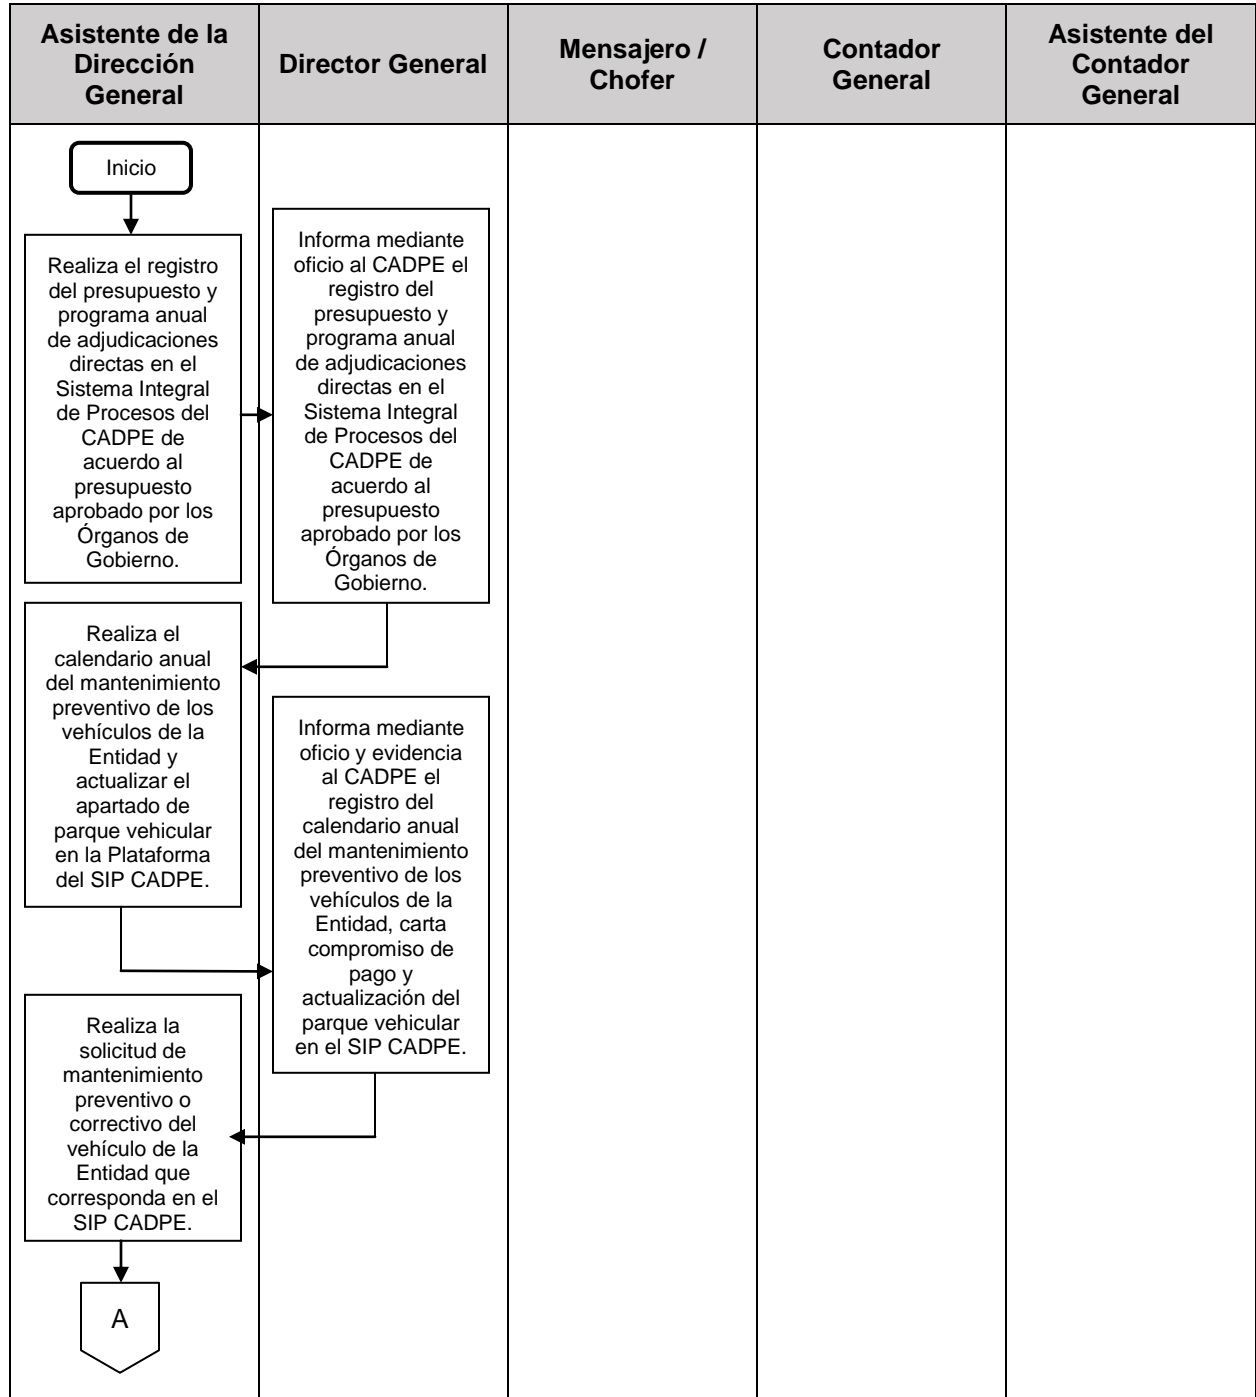 Asistente de la
Dirección
General
Director General
Mensajero /
Chofer
Contador
General
Asistente del
Contador
General
Inicio
Realiza el registro
del presupuesto y
programa anual
de adjudicaciones
directas en el
Sistema Integral
de Procesos del
CADPE de
acuerdo al
presupuesto
aprobado por los
Órganos de
Gobierno.
Informa mediante
oficio al CADPE el
registro del
presupuesto y
programa anual
de adjudicaciones
directas en el
Sistema Integral
de Procesos del
CADPE de
acuerdo al
presupuesto
aprobado por los
Órganos de
Gobierno.
Realiza el
calendario anual
del mantenimiento
preventivo de los
vehículos de la
Entidad y
actualizar el
apartado de
parque vehicular
en la Plataforma
del SIP CADPE.
Informa mediante
oficio y evidencia
al CADPE el
registro del
calendario anual
del mantenimiento
preventivo de los
vehículos de la
Entidad, carta
compromiso de
pago y
actualización del
parque vehicular
en el SIP CADPE.
Realiza la
solicitud de
mantenimiento
preventivo o
correctivo del
vehículo de la
Entidad que
corresponda en el
SIP CADPE.
A